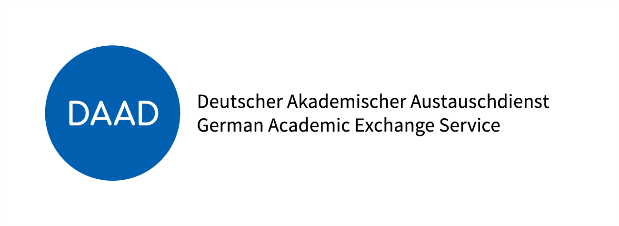 DAAD
Deutscher Akademischer Austauschdienst
German Academic Exchange Service